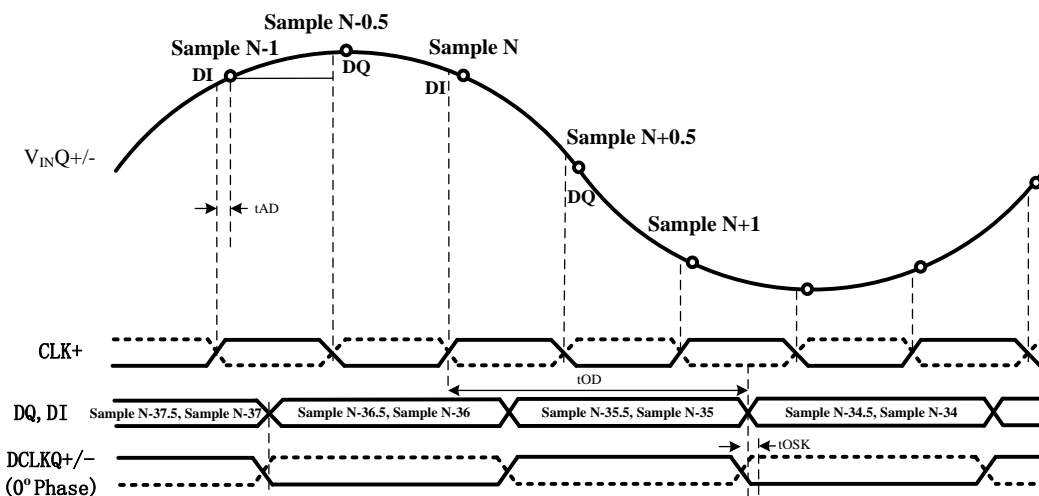 Sample N-0.5
Sample N-1
Sample N
DI
DQ
DI
Sample N+0.5
VINQ+/-
DQ
tAD
Sample N+1
CLK+
tOD
DQ, DI
Sample N-37.5, Sample N-37
Sample N-36.5, Sample N-36
Sample N-35.5, Sample N-35
Sample N-34.5, Sample N-34
tOSK
DCLKQ+/-
(0° Phase)